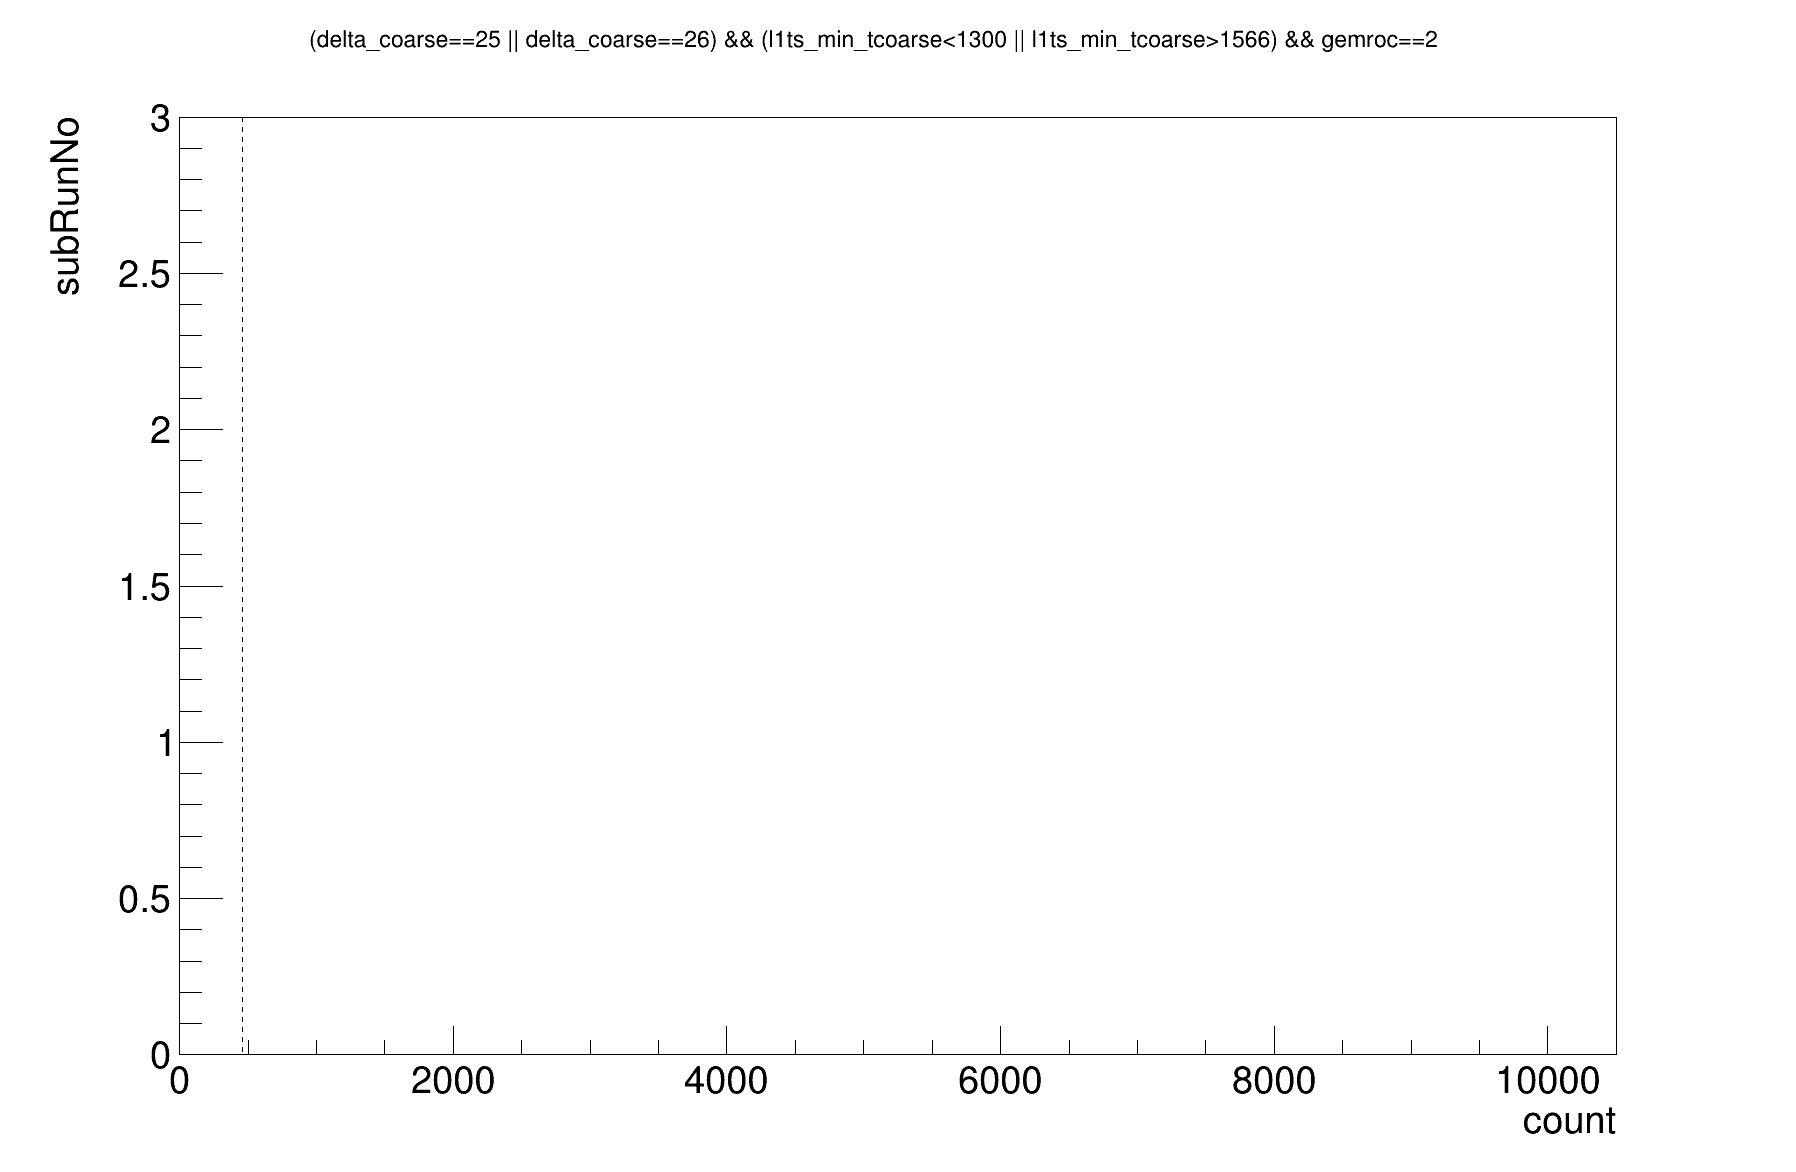 (delta_coarse==25 || delta_coarse==26) && (l1ts_min_tcoarse<1300 || l1ts_min_tcoarse>1566) && gemroc==2
subRunNo
3
2.5
2
1.5
1
0.5
0
0 2000 4000 6000 8000 10000
count